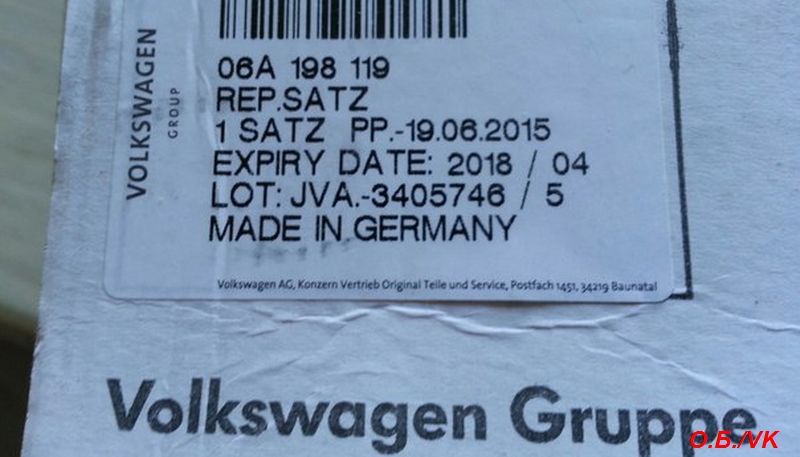 VOLKSWAGEN
GROUP
06A 198 119
REP.SATZ
1 SATZ PP.-19.06.2015
EXPIRY DATE: 2018 / 04
LOT: JVA.-3405746 / 5
MADE IN GERMANY
Volkswagen AG, Konzern Vertrieb Original Teile und Service, Postfach 1451, 34219 Baunatal
Volkswagen Gruppe
О.Б./VK